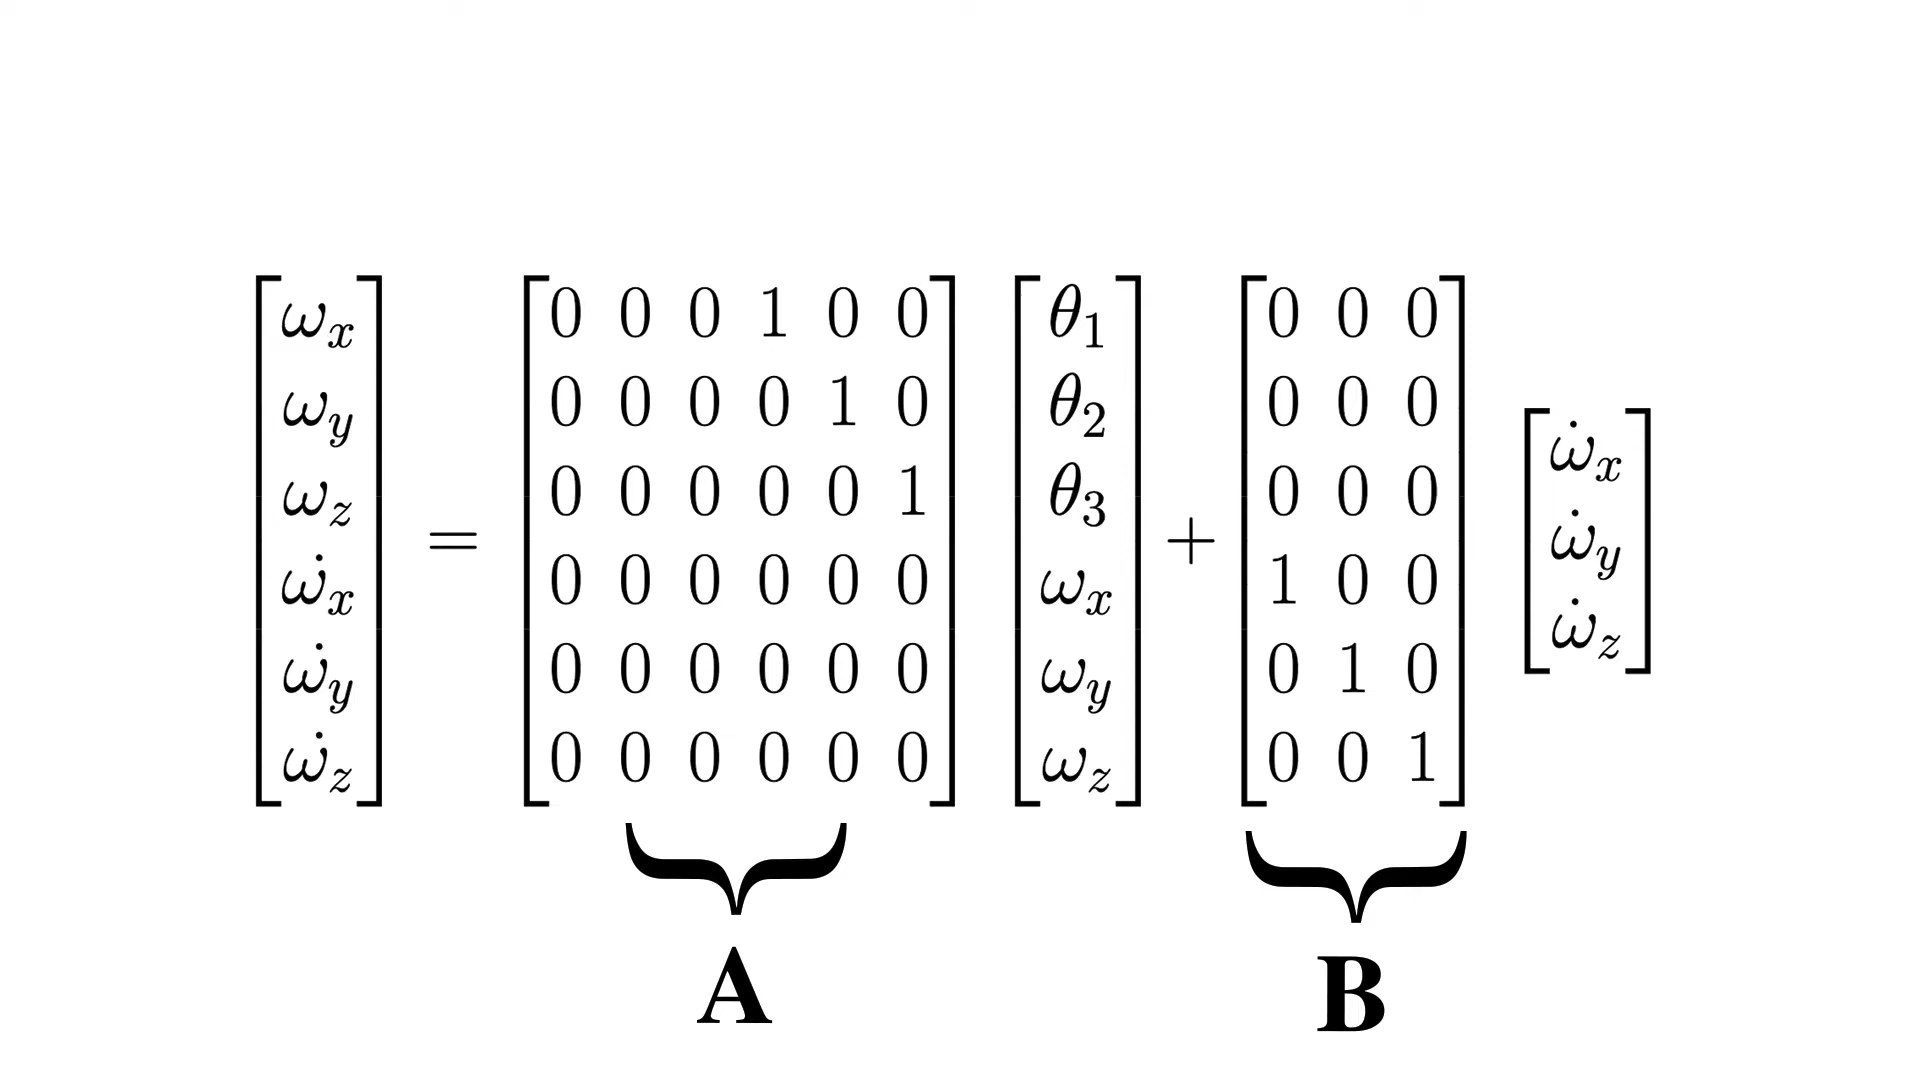 ωx 0 0 0 1 0 0 θ1 0 0 0
ωy 0 0 0 0 1 0 θ2 0 0 0 ω̇x
ωz 0 0 0 0 0 1 θ3 0 0 0 ω̇y
= +
ω̇x 0 0 0 0 0 0 ωx 1 0 0 ω̇z
ω̇y 0 0 0 0 0 0 ωy 0 1 0
ω̇z 0 0 0 0 0 0 ωz 0 0 1
A B